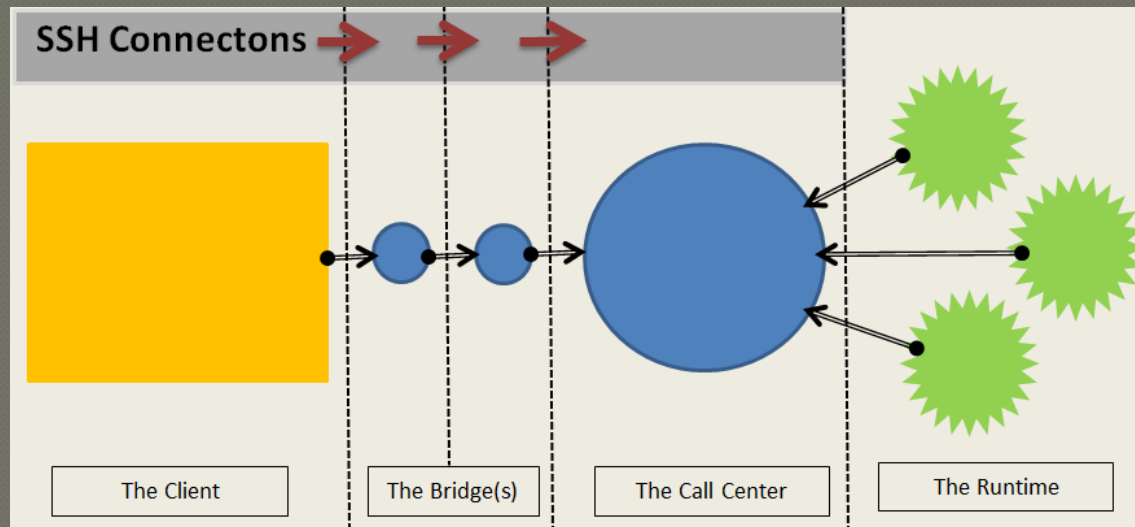 SSH Connectons
The Client
The Bridge(s)
The Call Center
The Runtime